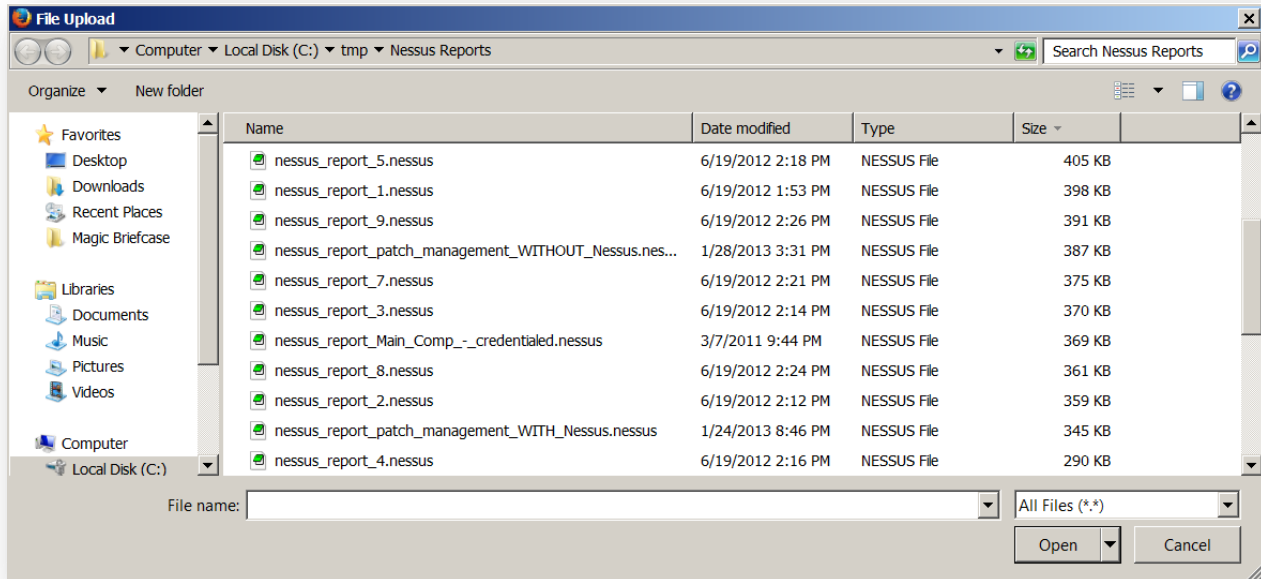 File Upload
Computer Local Disk (C:) tmp Nessus Reports Search Nessus Reports
Organize New folder
Favorites
Desktop
Downloads
Recent Places
Magic Briefcase
Libraries
Documents
Music
Pictures
Videos
Computer
Local Disk (C:)
Name Date modified Type Size
nessus_report_5.nessus 6/19/2012 2:18 PM NESSUS File 405 KB
nessus_report_1.nessus 6/19/2012 1:53 PM NESSUS File 398 KB
nessus_report_9.nessus 6/19/2012 2:26 PM NESSUS File 391 KB
nessus_report_patch_management_WITHOUT_Nessus.nes... 1/28/2013 3:31 PM NESSUS File 387 KB
nessus_report_7.nessus 6/19/2012 2:21 PM NESSUS File 375 KB
nessus_report_3.nessus 6/19/2012 2:14 PM NESSUS File 370 KB
nessus_report_Main_Comp_-_credentialed.nessus 3/7/2011 9:44 PM NESSUS File 369 KB
nessus_report_8.nessus 6/19/2012 2:24 PM NESSUS File 361 KB
nessus_report_2.nessus 6/19/2012 2:12 PM NESSUS File 359 KB
nessus_report_patch_management_WITH_Nessus.nessus 1/24/2013 8:46 PM NESSUS File 345 KB
nessus_report_4.nessus 6/19/2012 2:16 PM NESSUS File 290 KB
File name: All Files (*.*)
Open Cancel